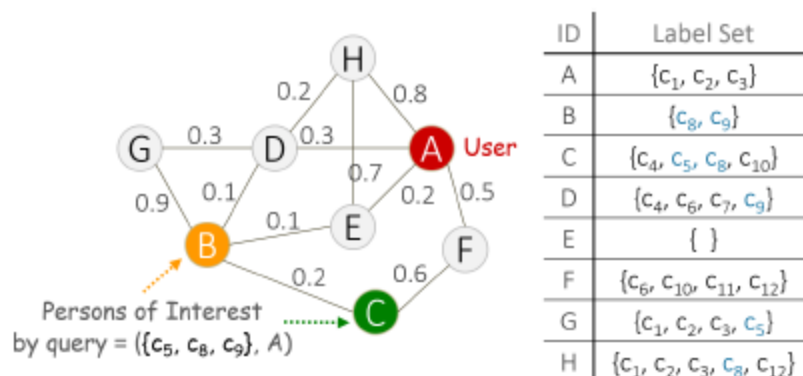 H
0.2
0.8
G
0.3
D
0.3
A
User
0.9
0.1
0.7
0.2
0.5
0.1
E
B
F
0.2
0.6
C
Persons of Interest
by query = ({c₅, c₈, c₉}, A)
ID Label Set
A {c₁, c₂, c₃}
B {c₈, c₉}
C {c₄, c₅, c₈, c₁₀}
D {c₄, c₆, c₇, c₉}
E { }
F {c₆, c₁₀, c₁₁, c₁₂}
G {c₁, c₂, c₃, c₅}
H {c₁, c₂, c₃, c₈, c₁₂}